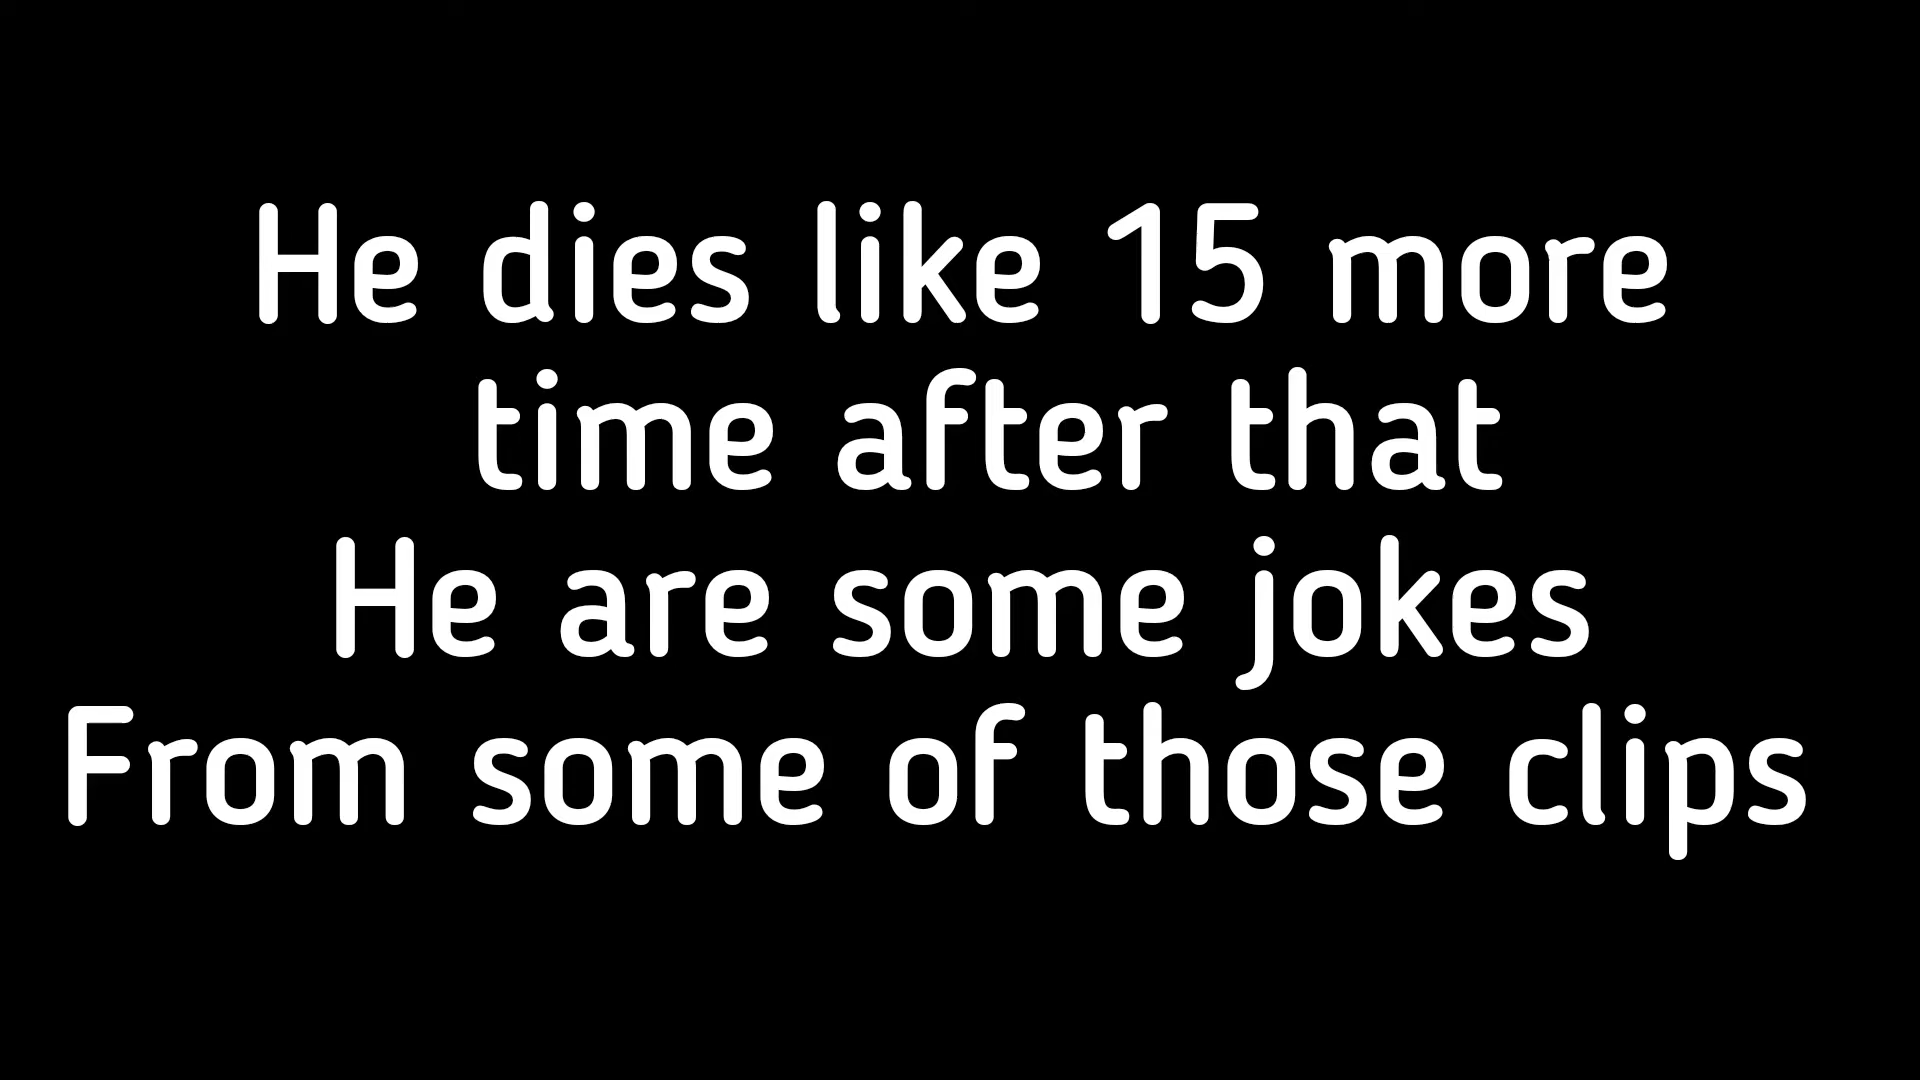 He dies like 15 more
time after that
He are some jokes
From some of those clips